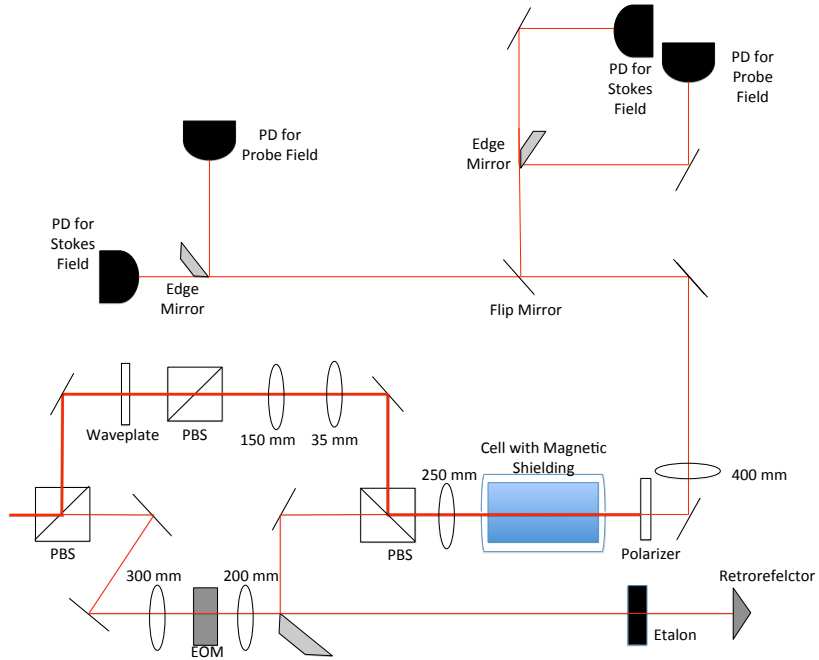 PD for
Stokes
Field
PD for
Probe
Field
PD for
Probe Field
Edge
Mirror
PD for
Stokes
Field
Edge
Mirror
Flip Mirror
Waveplate
PBS
150 mm
35 mm
Cell with Magnetic
Shielding
250 mm
400 mm
PBS
PBS
Polarizer
300 mm
200 mm
Retrorefelctor
EOM
Etalon